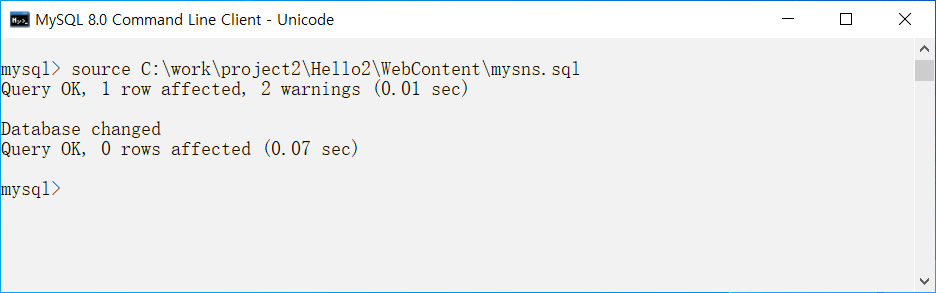 MySQL 8.0 Command Line Client - Unicode
mysql> source C:\work\project2\Hello2\WebContent\mysns.sql
Query OK, 1 row affected, 2 warnings (0.01 sec)
Database changed
Query OK, 0 rows affected (0.07 sec)
mysql>